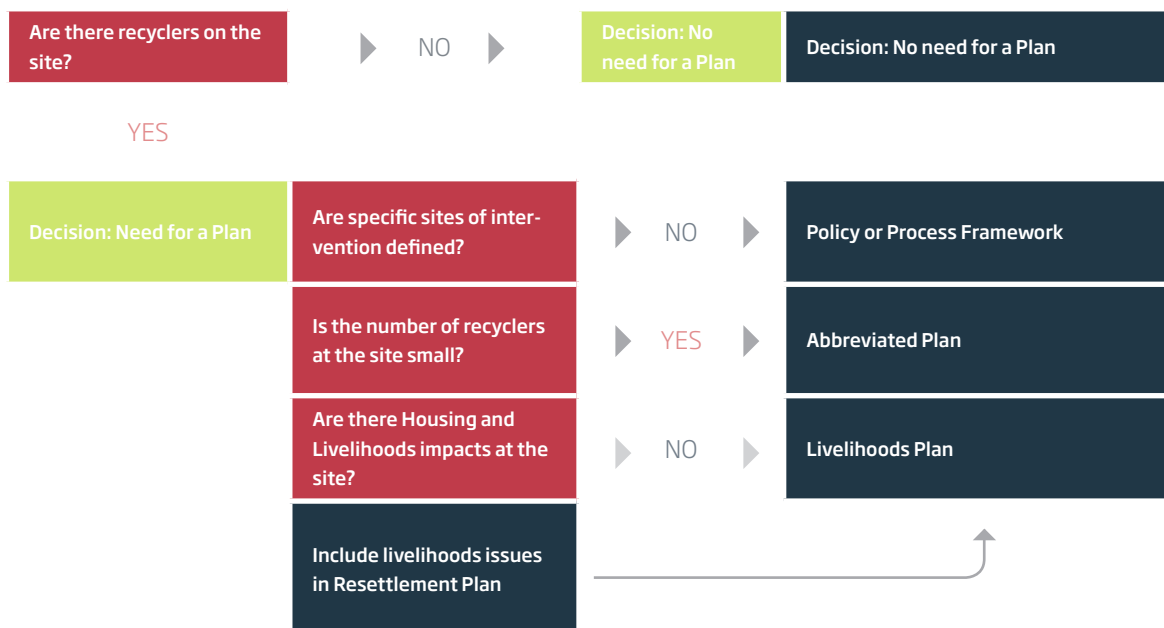 Are there recyclers on the
site?
NO
Decision: No
need for a Plan
Decision: No need for a Plan
YES
Decision: Need for a Plan
Are specific sites of inter-
vention defined?
NO
Policy or Process Framework
Is the number of recyclers
at the site small?
YES
Abbreviated Plan
Are there Housing and
Livelihoods impacts at the
site?
NO
Livelihoods Plan
Include livelihoods issues
in Resettlement Plan